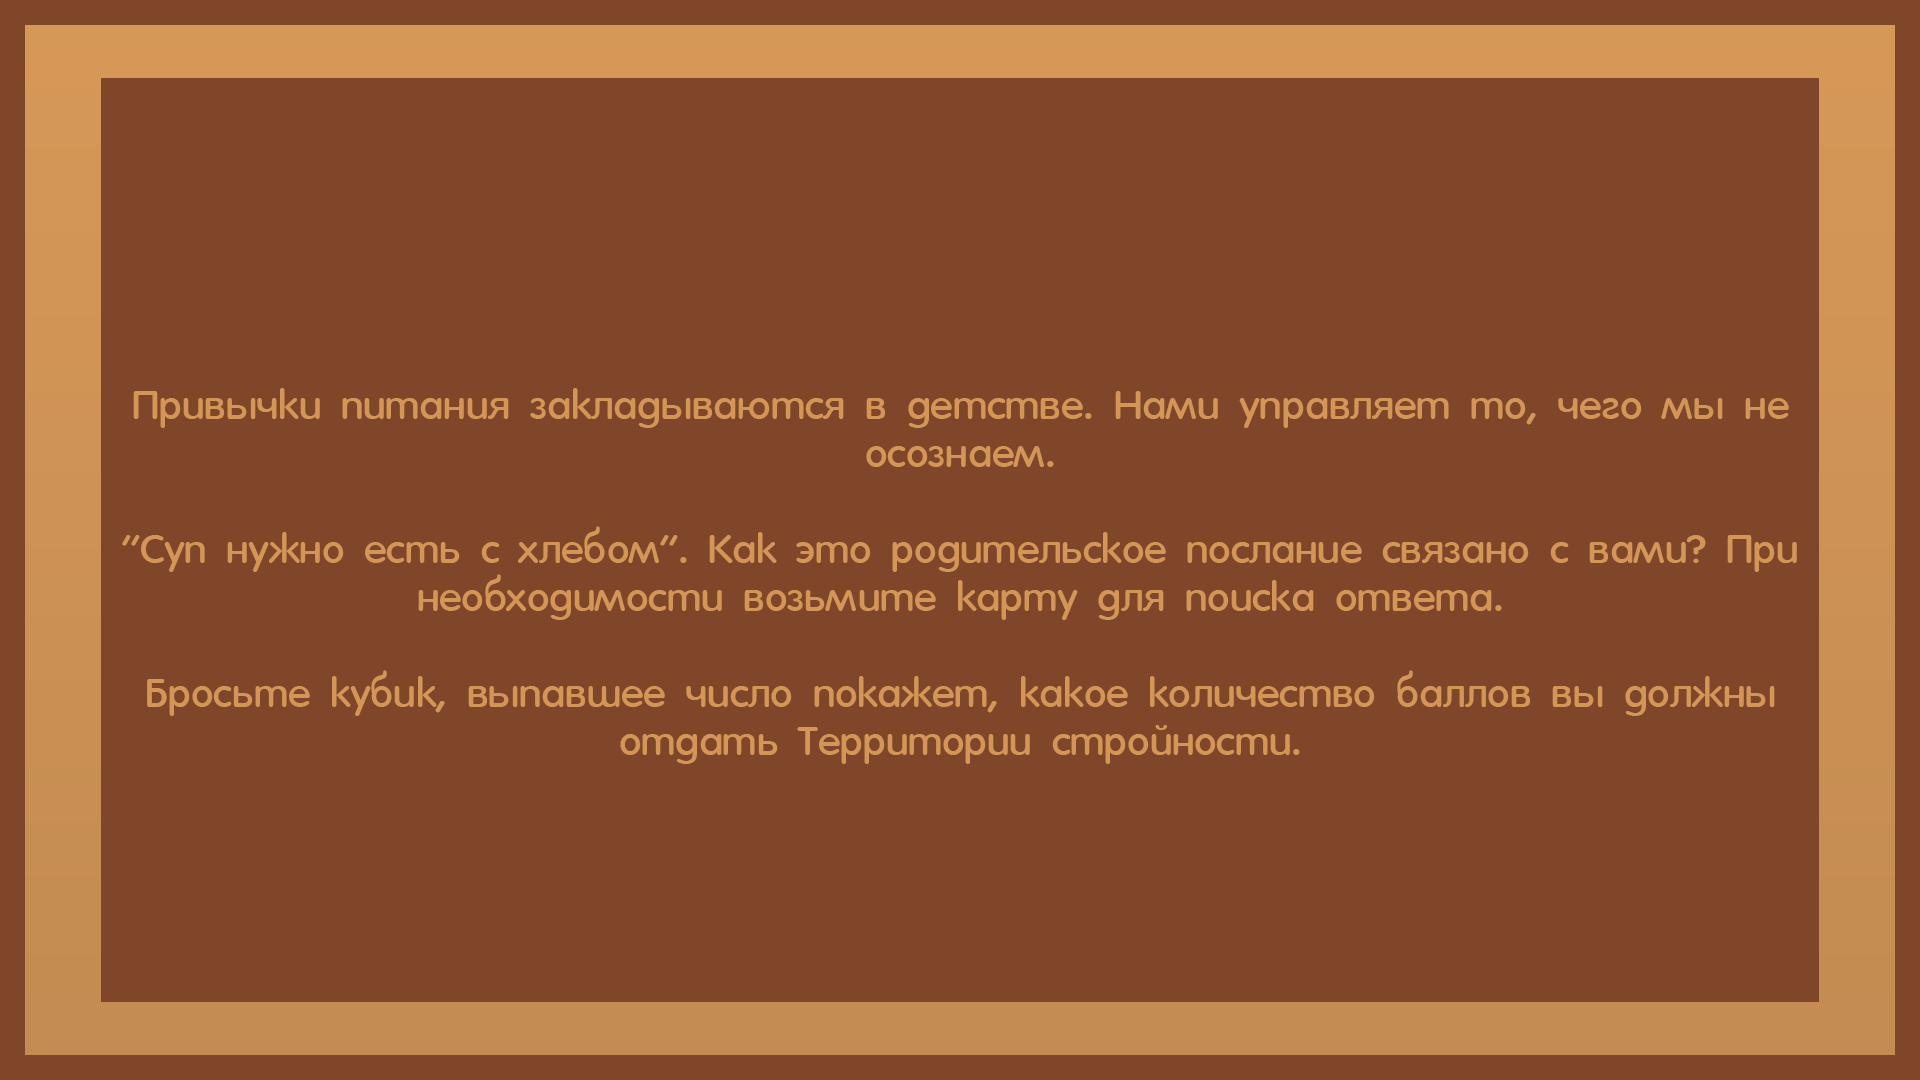 Привычки питания закладываются в детстве. Нами управляет то, чего мы не
осознаем.
"Суп нужно есть с хлебом". Как это родительское послание связано с вами? При
необходимости возьмите карту для поиска ответа.
Бросьте кубик, выпавшее число покажет, какое количество баллов вы должны
отдать Территории стройности.